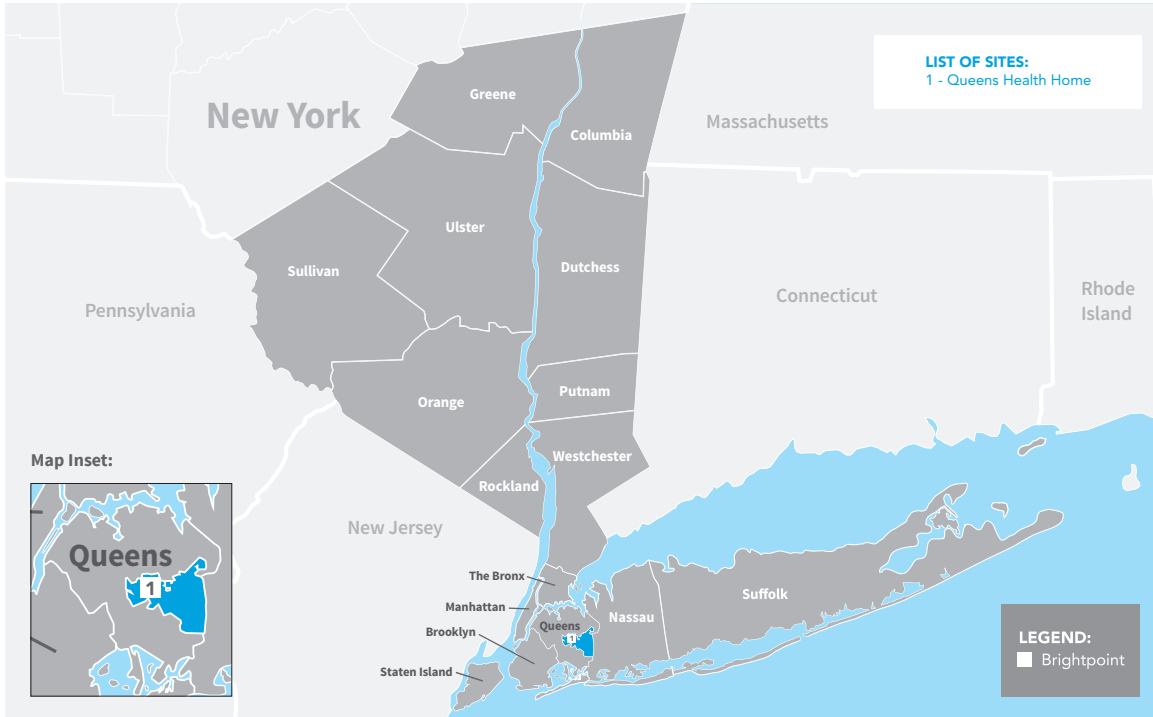 LIST OF SITES:
1 - Queens Health Home
New York
Greene
Columbia
Massachusetts
Ulster
Sullivan
Dutchess
Pennsylvania
Connecticut
Rhode
Island
Putnam
Orange
Westchester
Rockland
New Jersey
Map Inset:
Queens
1
The Bronx
Manhattan
Brooklyn
Staten Island
Queens
1
Nassau
Suffolk
LEGEND:
Brightpoint